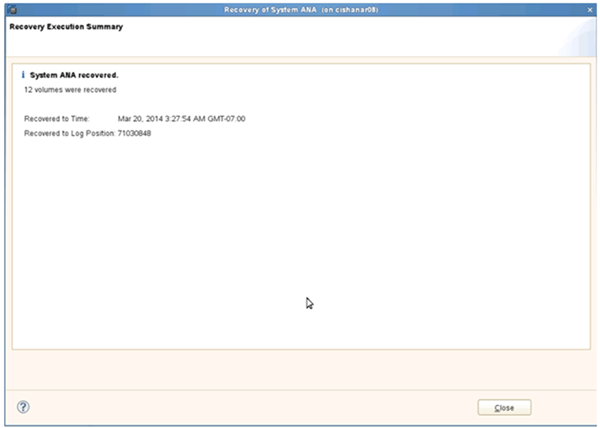 Recovery of System ANA (on cishanar08)
Recovery Execution Summary
System ANA recovered.
12 volumes were recovered
Recovered to Time: Mar 20, 2014 3:27:54 AM GMT-07:00
Recovered to Log Position: 71030848
Close